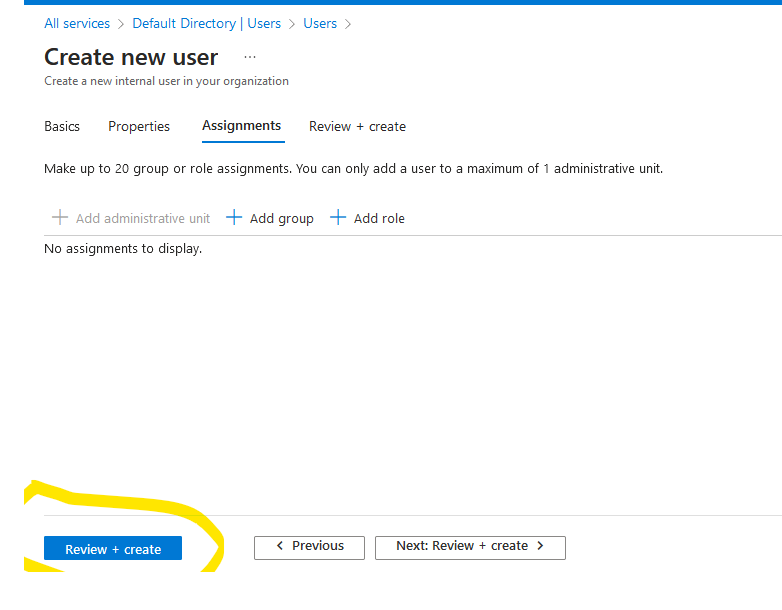 All services > Default Directory | Users > Users >
Create new user ...
Create a new internal user in your organization
Basics Properties Assignments Review + create
Make up to 20 group or role assignments. You can only add a user to a maximum of 1 administrative unit.
+ Add administrative unit + Add group + Add role
No assignments to display.
Review + create < Previous Next: Review + create >